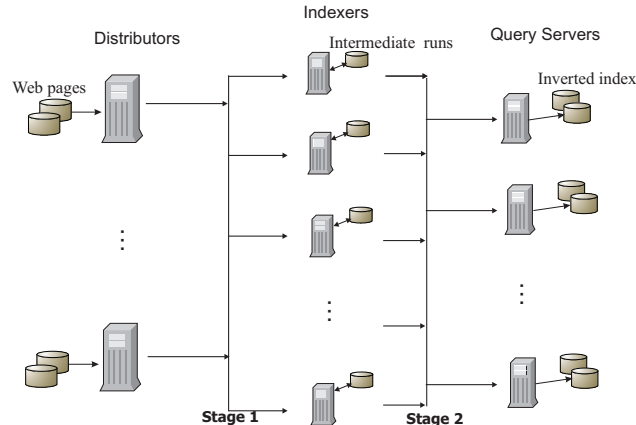 Indexers
Distributors
Intermediate runs
Query Servers
Web pages
Inverted index
Stage 1
Stage 2